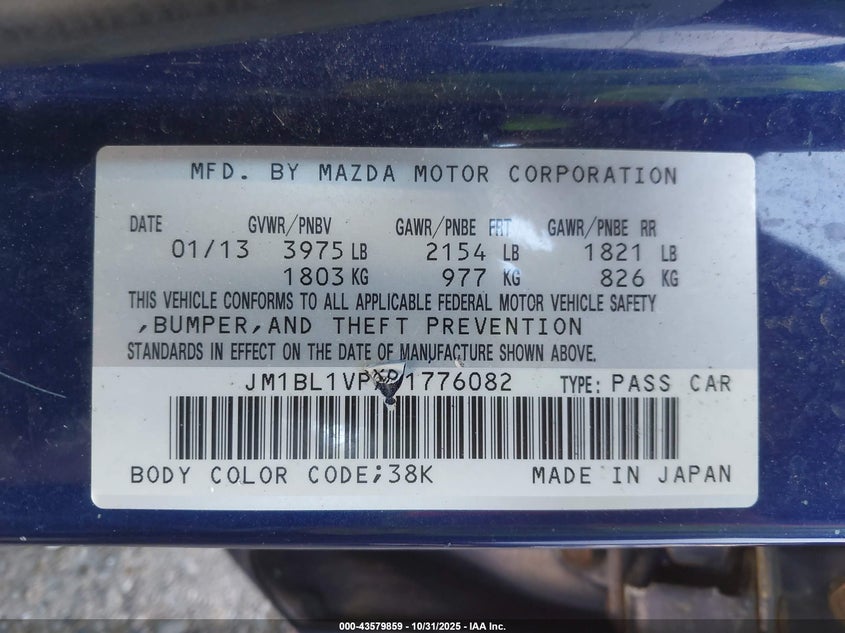 MFD. BY MAZDA MOTOR CORPORATION
DATE GVWR/PNBV GAWR/PNBE FRT GAWR/PNBE RR
01/13 3975 LB 2154 LB 1821 LB
1803 KG 977 KG 826 KG
THIS VEHICLE CONFORMS TO ALL APPLICABLE FEDERAL MOTOR VEHICLE SAFETY
,BUMPER,AND THEFT PREVENTION
STANDARDS IN EFFECT ON THE DATE OF MANUFACTURE SHOWN ABOVE.
JM1BL1VPXD1776082 TYPE: PASS CAR
BODY COLOR CODE;38K MADE IN JAPAN
000-43579859 - 10/31/2025 - IAA Inc.